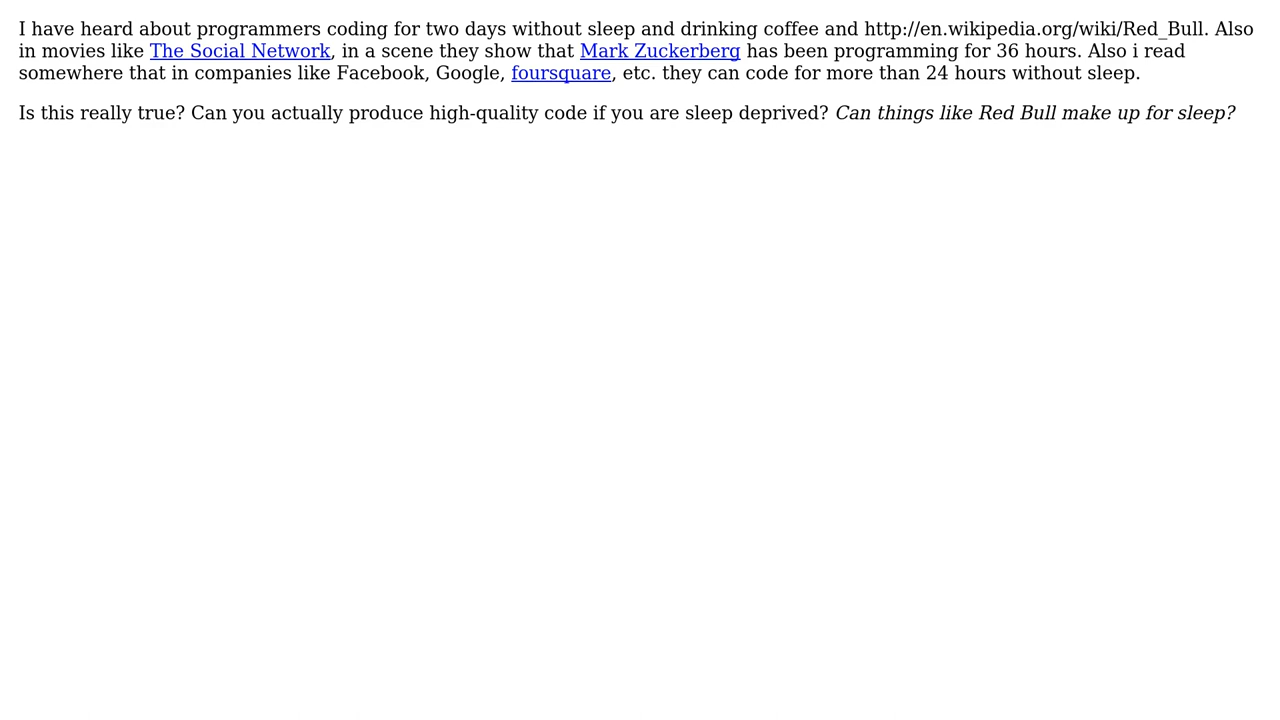 I have heard about programmers coding for two days without sleep and drinking coffee and http://en.wikipedia.org/wiki/Red_Bull. Also
in movies like The Social Network, in a scene they show that Mark Zuckerberg has been programming for 36 hours. Also i read
somewhere that in companies like Facebook, Google, foursquare, etc. they can code for more than 24 hours without sleep.
Is this really true? Can you actually produce high-quality code if you are sleep deprived? Can things like Red Bull make up for sleep?